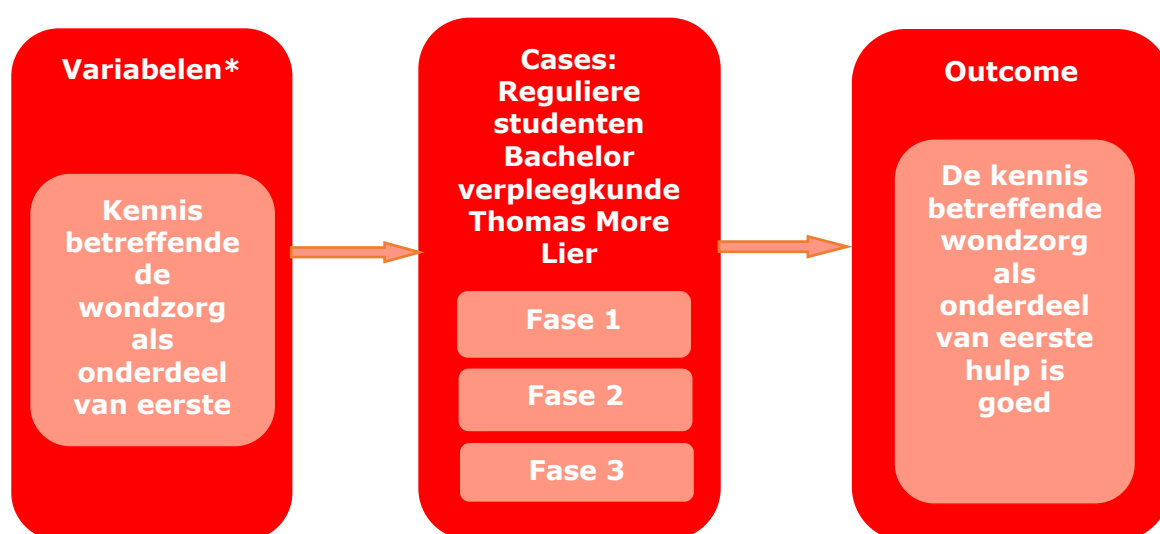 Variabelen*
Kennis
betreffende
de
wondzorg
als
onderdeel
van eerste
Cases:
Reguliere
studenten
Bachelor
verpleegkunde
Thomas More
Lier
Fase 1
Fase 2
Fase 3
Outcome
De kennis
betreffende
wondzorg
als
onderdeel
van eerste
hulp is
goed